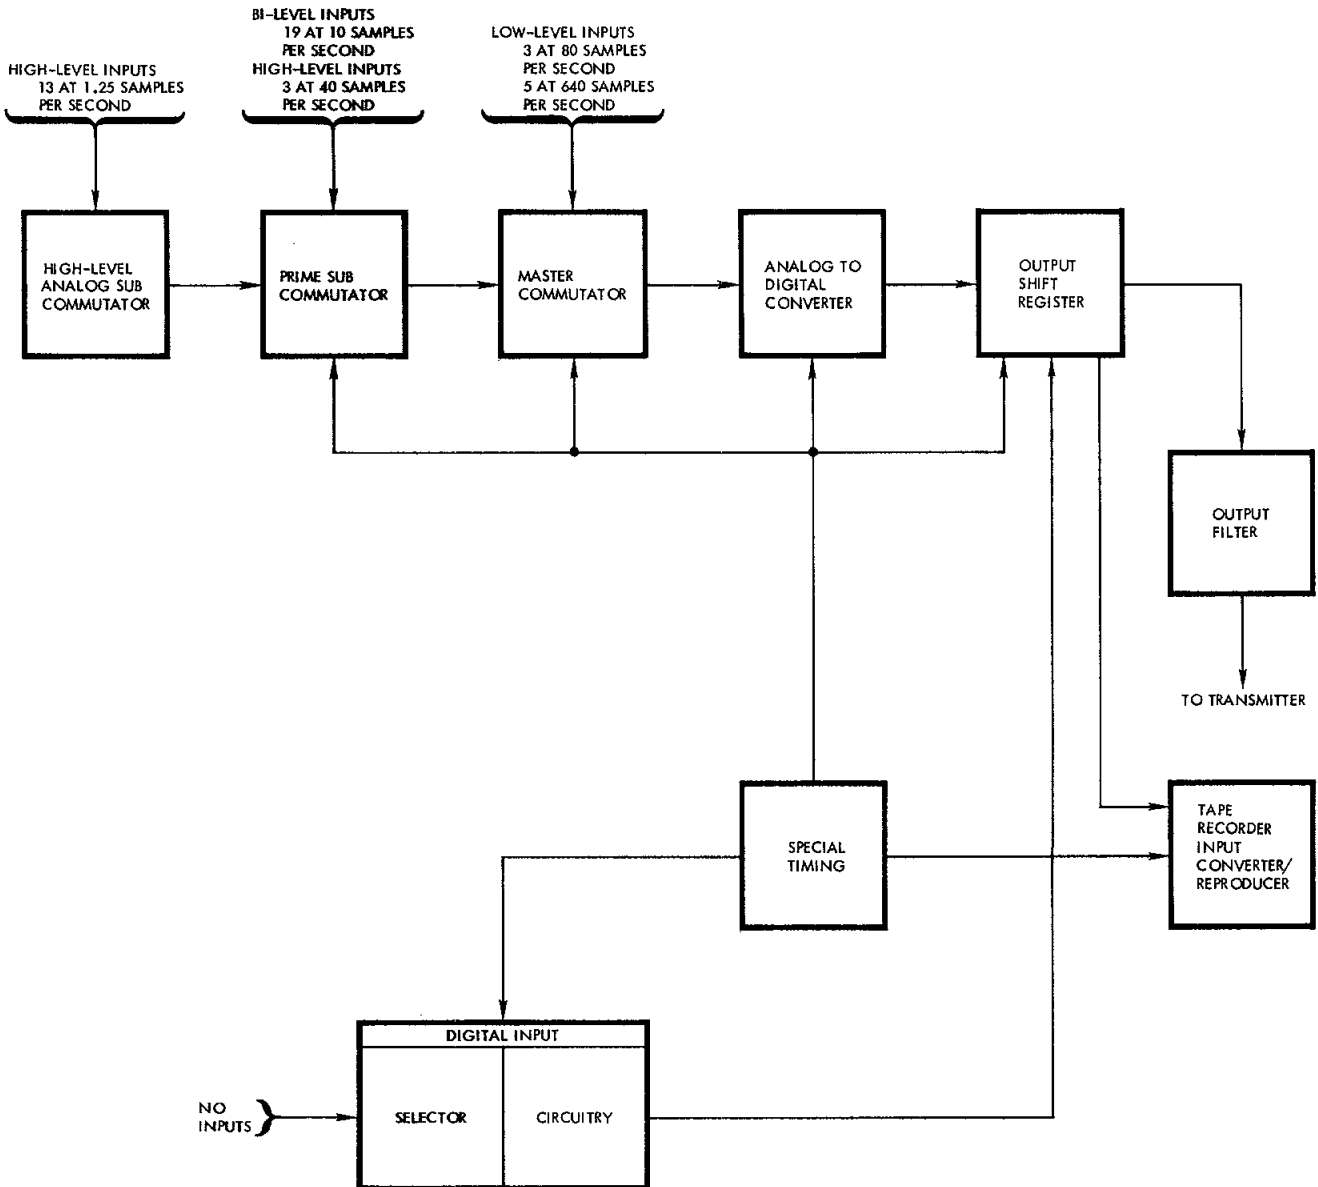 BI-LEVEL INPUTS
19 AT 10 SAMPLES
PER SECOND
HIGH-LEVEL INPUTS
3 AT 40 SAMPLES
PER SECOND
LOW-LEVEL INPUTS
3 AT 80 SAMPLES
PER SECOND
5 AT 640 SAMPLES
PER SECOND
HIGH-LEVEL INPUTS
13 AT 1.25 SAMPLES
PER SECOND
HIGH-LEVEL
ANALOG SUB
COMMUTATOR
PRIME SUB
COMMUTATOR
MASTER
COMMUTATOR
ANALOG TO
DIGITAL
CONVERTER
OUTPUT
SHIFT
REGISTER
OUTPUT
FILTER
TO TRANSMITTER
SPECIAL
TIMING
TAPE
RECORDER
INPUT
CONVERTER/
REPRODUCER
DIGITAL INPUT
NO
INPUTS
SELECTOR
CIRCUITRY